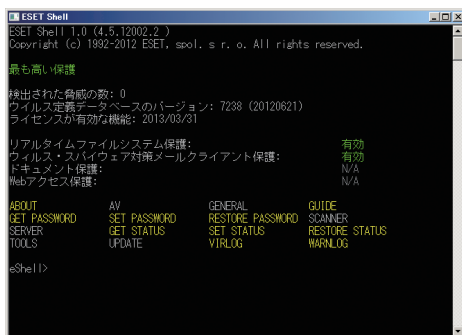 ESET Shell
ESET Shell 1.0 (4.5.12002.2 )
Copyright (c) 1992-2012 ESET, spol. s r. o. All rights reserved.
最も高い保護
検出された脅威の数: 0
ウイルス定義データベースのバージョン: 7238 (20120621)
ライセンスが有効な機能: 2013/03/31
リアルタイムファイルシステム保護: 有効
ウィルス・スパイウェア対策メールクライアント保護: 有効
ドキュメント保護: N/A
Webアクセス保護: N/A
ABOUT AV GENERAL GUIDE
GET PASSWORD SET PASSWORD RESTORE PASSWORD SCANNER
SERVER GET STATUS SET STATUS RESTORE STATUS
TOOLS UPDATE VIRLOG WARNLOG
eShell>